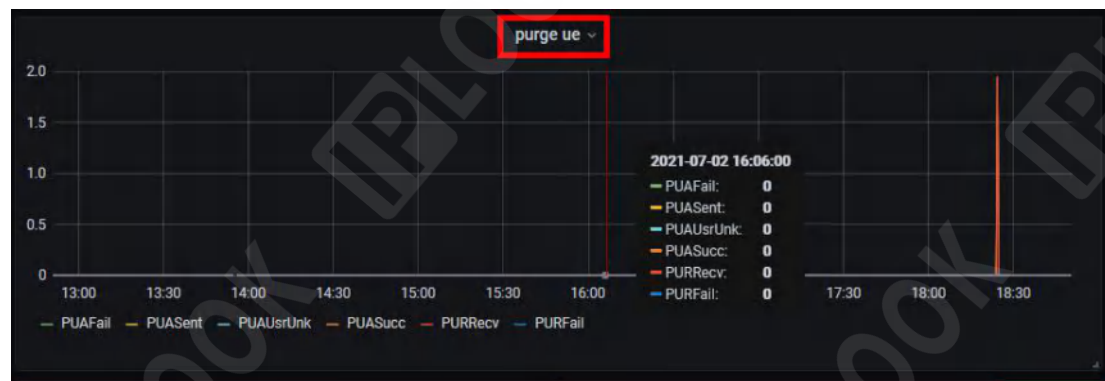 purge ue
2.0
1.5
1.0
0.5
0
2021-07-02 16:06:00
PUAFail: 0
PUASent: 0
PUAUsrUnk: 0
PUASucc: 0
PURRecv: 0
PURFail: 0
13:00 13:30 14:00 14:30 15:00 15:30 16:00 17:30 18:00 18:30
PUAFail PUASent PUAUsrUnk PUASucc PURRecv PURFail